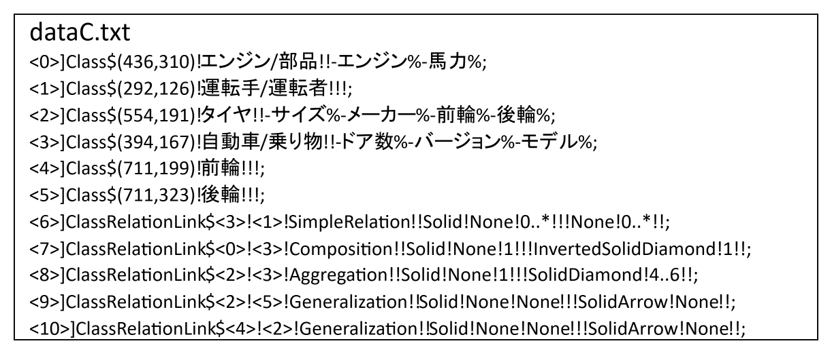 dataC.txt
<0>]Class$(436,310)!エンジン/部品!!-エンジン%-馬力%;
<1>]Class$(292,126)!運転手/運転者!!!;
<2>]Class$(554,191)!タイヤ!!-サイズ%-メーカー%-前輪%-後輪%;
<3>]Class$(394,167)!自動車/乗り物!!-ドア数%-バージョン%-モデル%;
<4>]Class$(711,199)!前輪!!!;
<5>]Class$(711,323)!後輪!!!;
<6>]ClassRelationLink$<3>!<1>!SimpleRelation!!Solid!None!0..*!!!None!0..*!!;
<7>]ClassRelationLink$<0>!<3>!Composition!!Solid!None!1!!!InvertedSolidDiamond!1!!;
<8>]ClassRelationLink$<2>!<3>!Aggregation!!Solid!None!1!!!SolidDiamond!4..6!!;
<9>]ClassRelationLink$<2>!<5>!Generalization!!Solid!None!None!!!SolidArrow!None!!;
<10>]ClassRelationLink$<4>!<2>!Generalization!!Solid!None!None!!!SolidArrow!None!!;